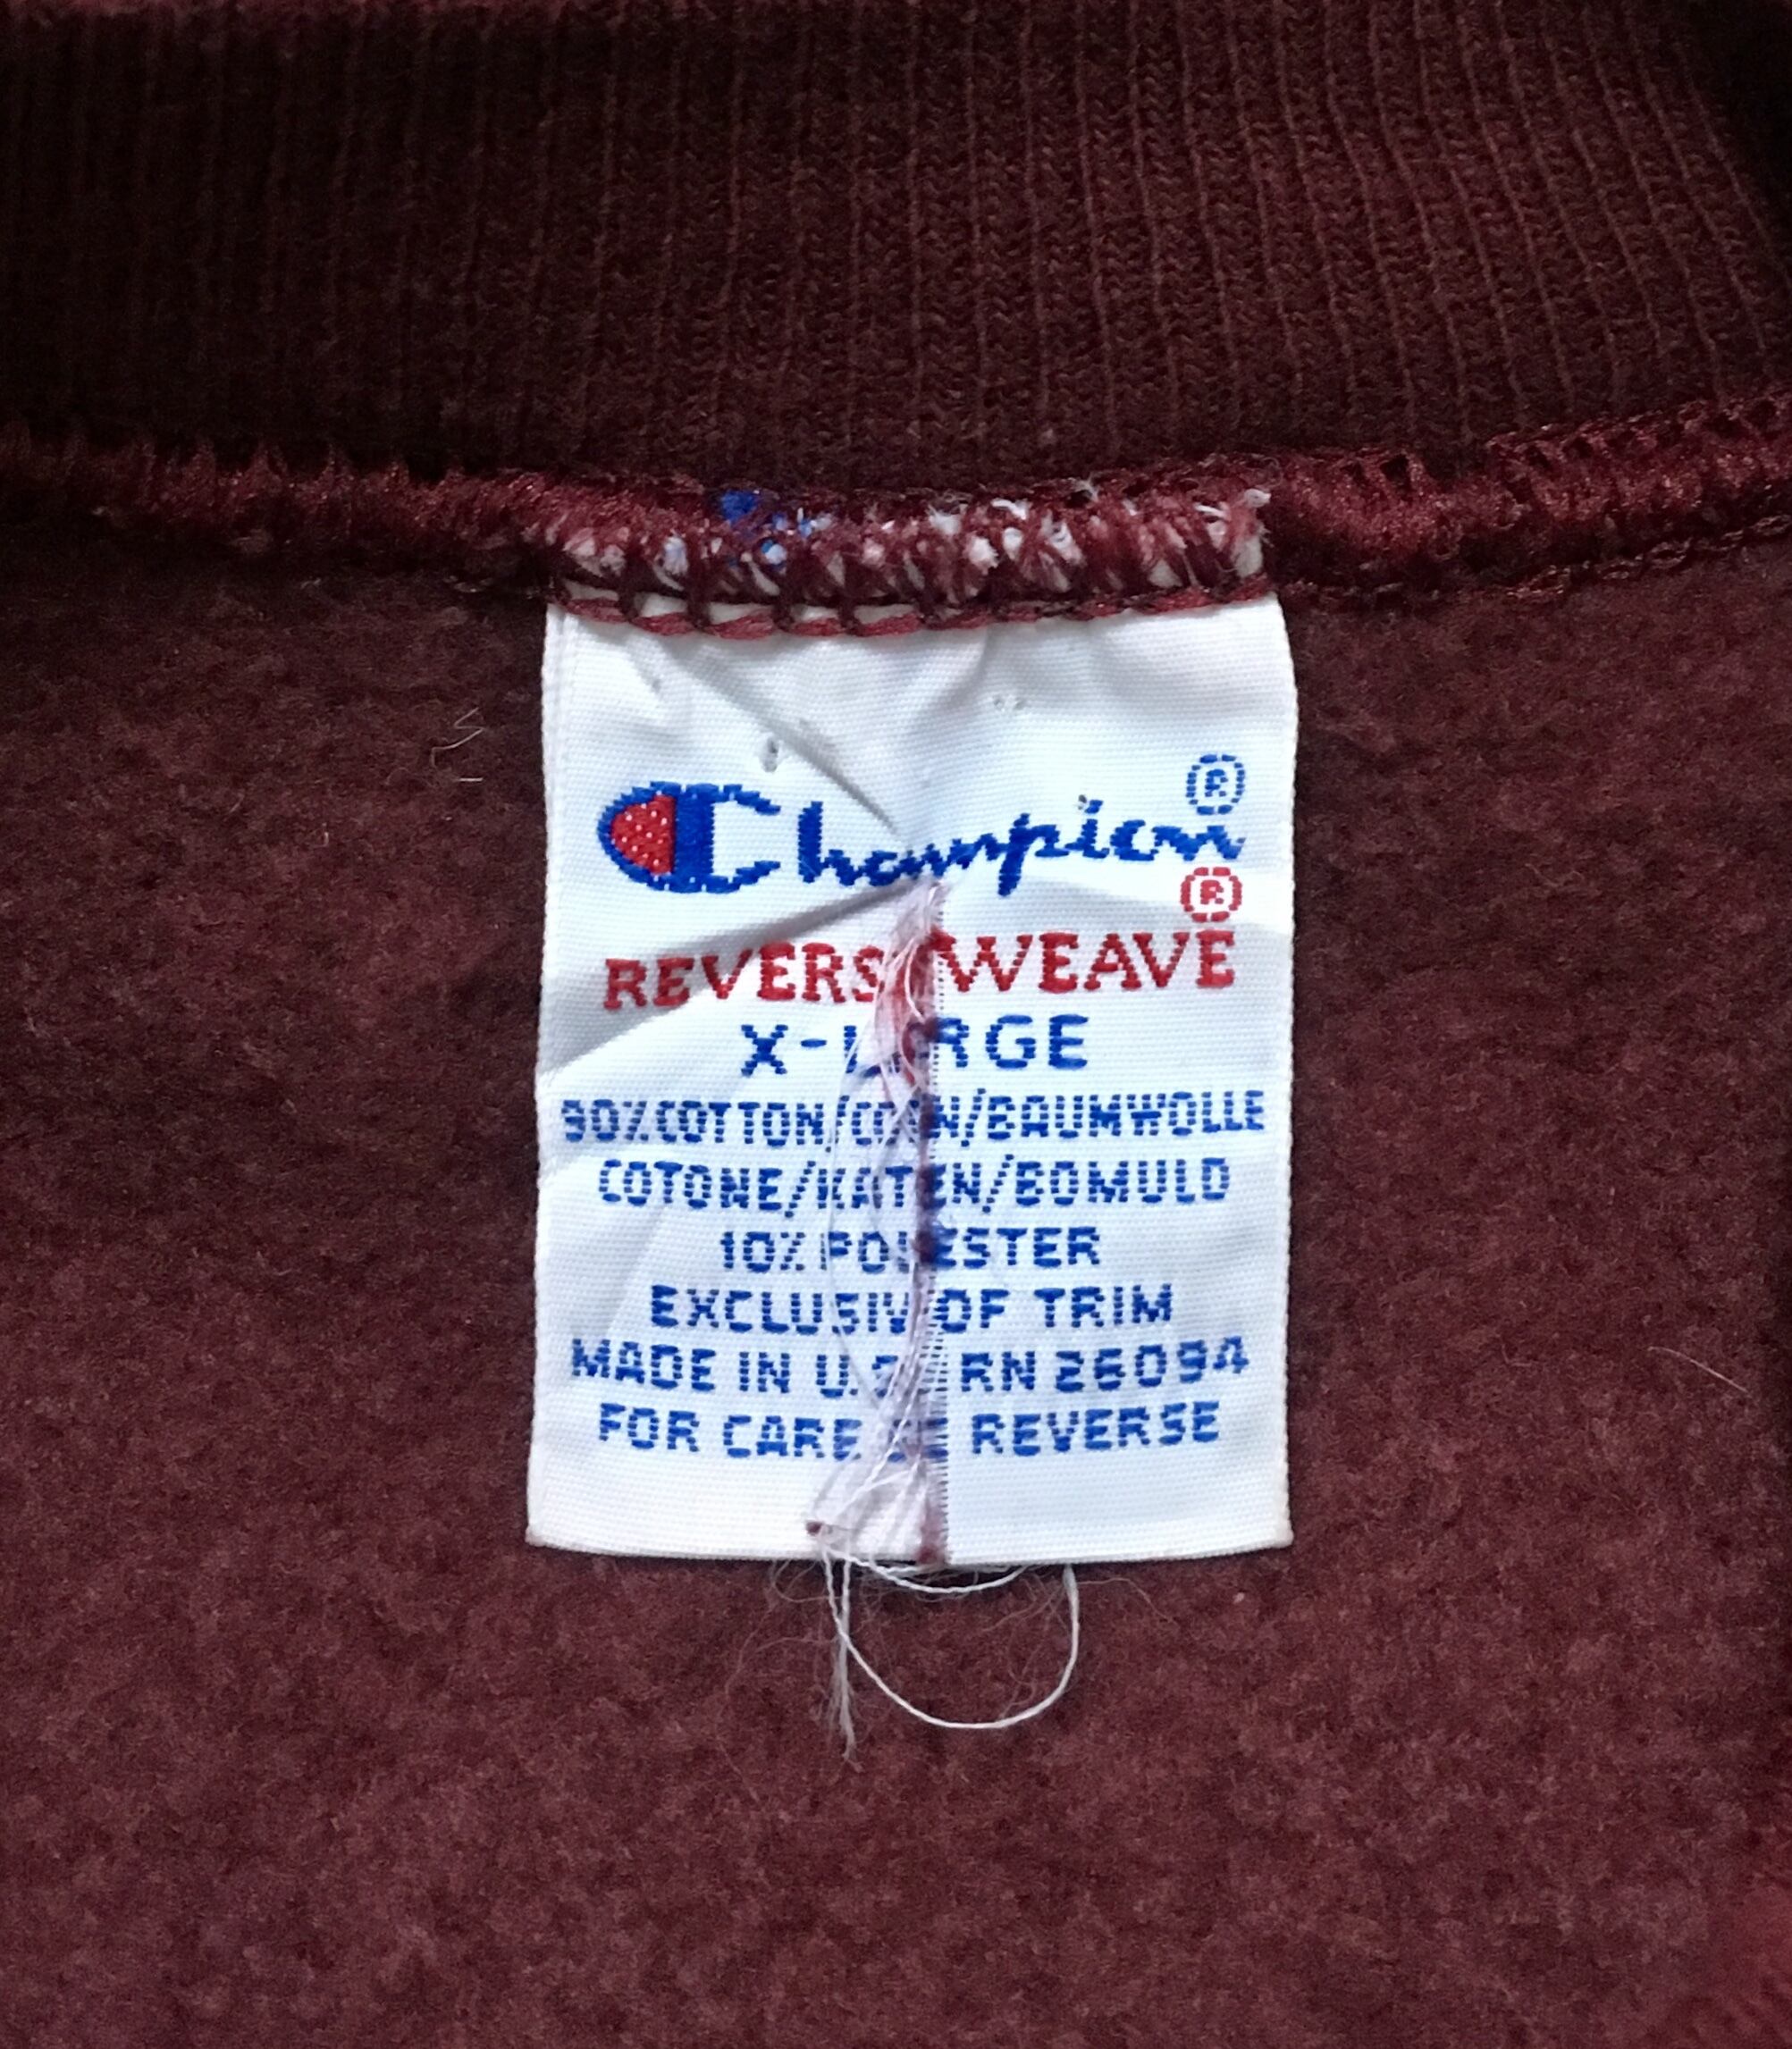 Champion®
®
REVERSE WEAVE
X-LARGE
90% COTTON/COTON/BAUMWOLLE
COTONE/KATOEN/BOMULD
10% POLYESTER
EXCLUSIVE OF TRIM
MADE IN U.S.A. RN 26094
FOR CARE SEE REVERSE